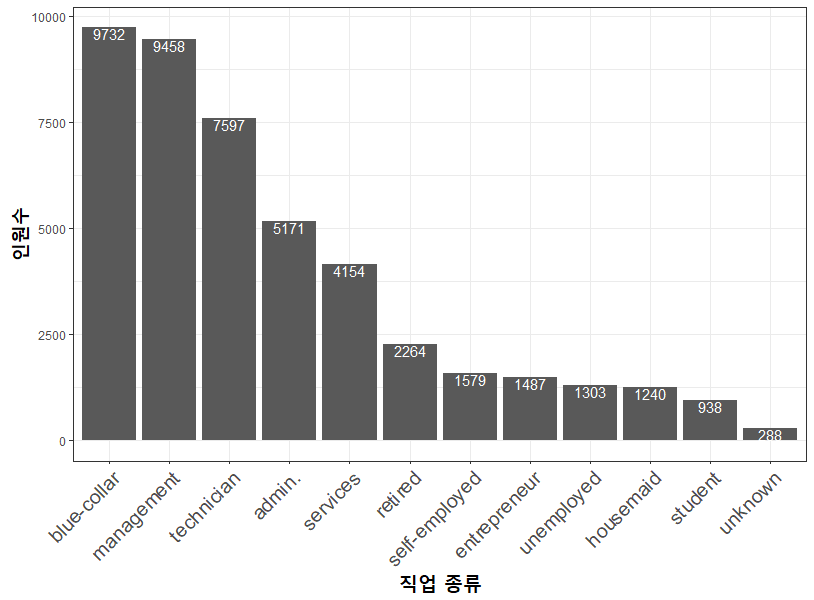 10000
7500
5000
2500
0
인원수
9732
9458
7597
5171
4154
2264
1579
1487
1303
1240
938
288
blue-collar
management
technician
admin.
services
retired
self-employed
entrepreneur
unemployed
housemaid
student
unknown
직업 종류